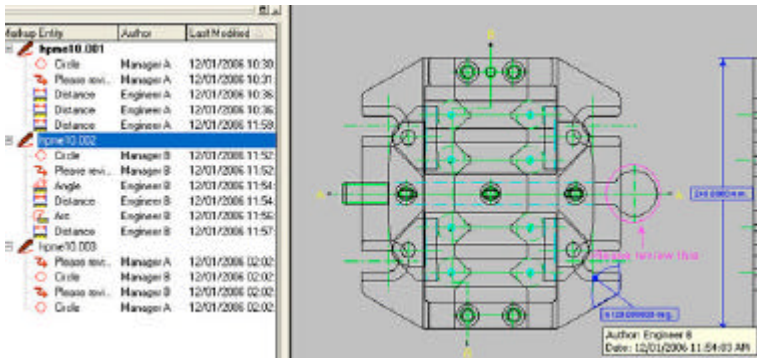 Markup Entity Author Last Modified
hpme10.001
Circle Manager A 12/01/2006 10:30:
Please revi... Manager A 12/01/2006 10:31
Distance Engineer A 12/01/2006 10:36:
Distance Engineer A 12/01/2006 10:36:
Distance Engineer A 12/01/2006 11:59:
hpme10.002
Circle Manager B 12/01/2006 11:52:
Please revi... Manager B 12/01/2006 11:52:
Angle Engineer B 12/01/2006 11:54:
Distance Engineer B 12/01/2006 11:54:
Arc Engineer B 12/01/2006 11:56:
Distance Engineer B 12/01/2006 11:57:
hpme10.003
Please revi... Manager A 12/01/2006 02:02:
Circle Manager B 12/01/2006 02:02:
Please revi... Manager B 12/01/2006 02:02:
Circle Manager A 12/01/2006 02:02:
Please review this
Author: Engineer B
Date: 12/01/2006 11:54:03 AM